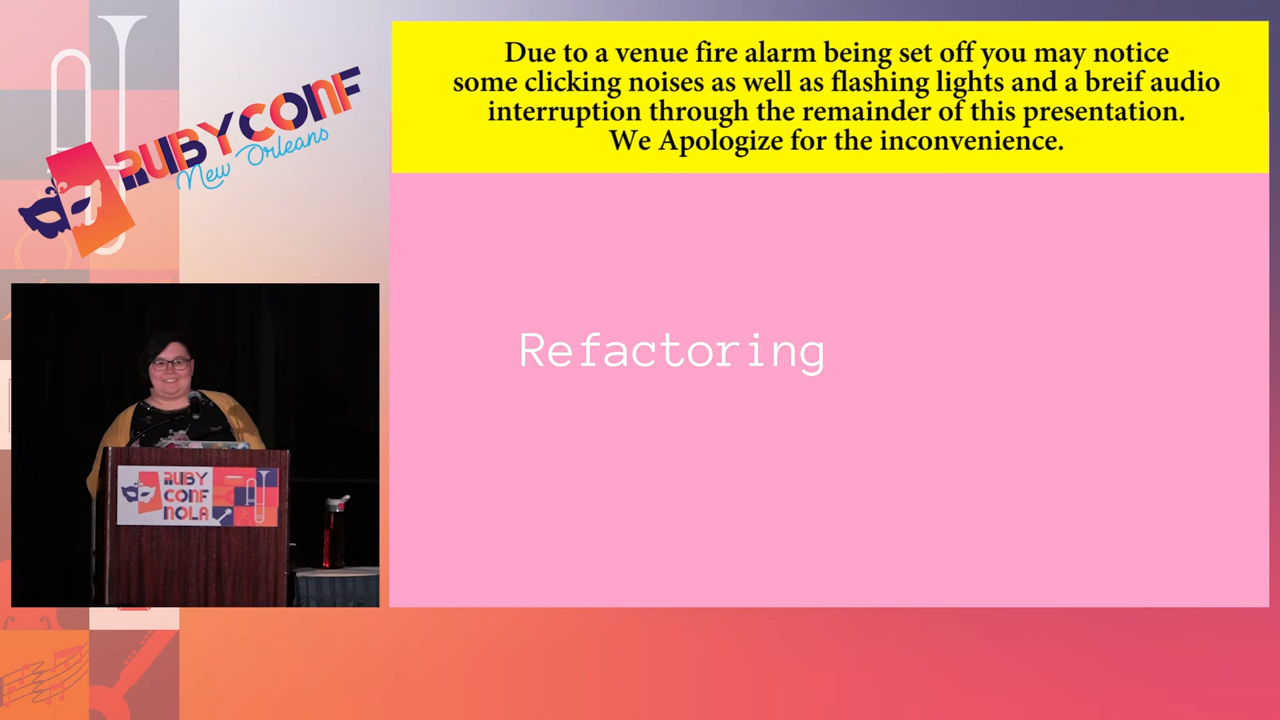 RUBYCONF
New Orleans
Due to a venue fire alarm being set off you may notice
some clicking noises as well as flashing lights and a breif audio
interruption through the remainder of this presentation.
We Apologize for the inconvenience.
Refactoring
RUBY
CONF
NOLA